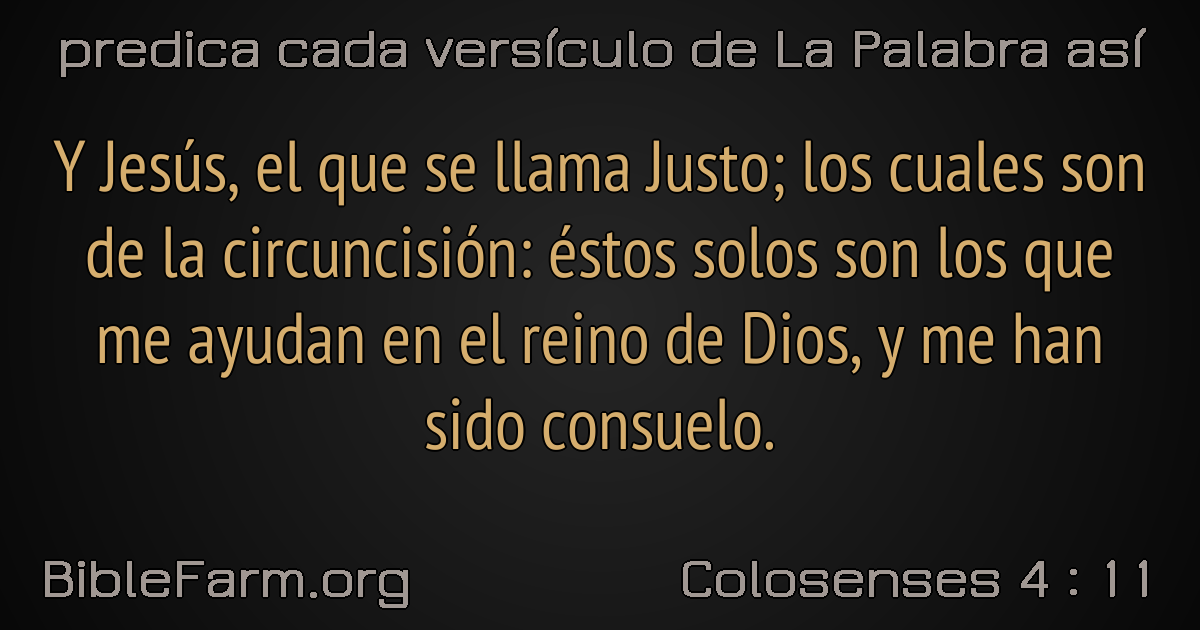 predica cada versículo de La Palabra así
Y Jesús, el que se llama Justo; los cuales son
de la circuncisión: éstos solos son los que
me ayudan en el reino de Dios, y me han
sido consuelo.
BibleFarm.org
Colosenses 4 : 11